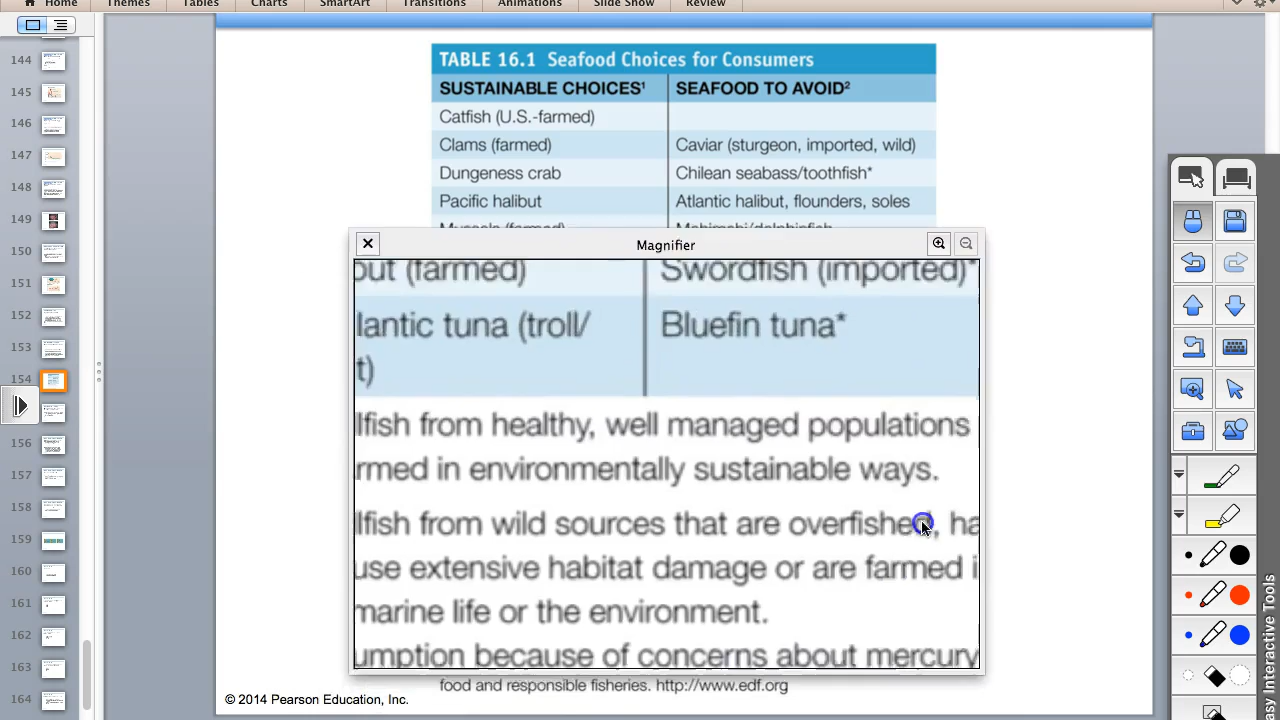 Home Themes Tables Charts SmartArt Transitions Animations Slide Show Review
144
145
146
147
148
149
150
151
152
153
154
156
157
158
159
160
161
162
163
164
TABLE 16.1 Seafood Choices for Consumers
SUSTAINABLE CHOICES¹ SEAFOOD TO AVOID²
Catfish (U.S.-farmed)
Clams (farmed) Caviar (sturgeon, imported, wild)
Dungeness crab Chilean seabass/toothfish*
Pacific halibut Atlantic halibut, flounders, soles
Mussels (farmed) Mahimahi/dolphinfish
Magnifier
out (farmed) Swordfish (imported)*
lantic tuna (troll/ Bluefin tuna*
t)
lfish from healthy, well managed populations
rmed in environmentally sustainable ways.
lfish from wild sources that are overfished, ha
use extensive habitat damage or are farmed i
marine life or the environment.
umption because of concerns about mercury
food and responsible fisheries. http://www.edf.org
© 2014 Pearson Education, Inc.
asy Interactive Tools